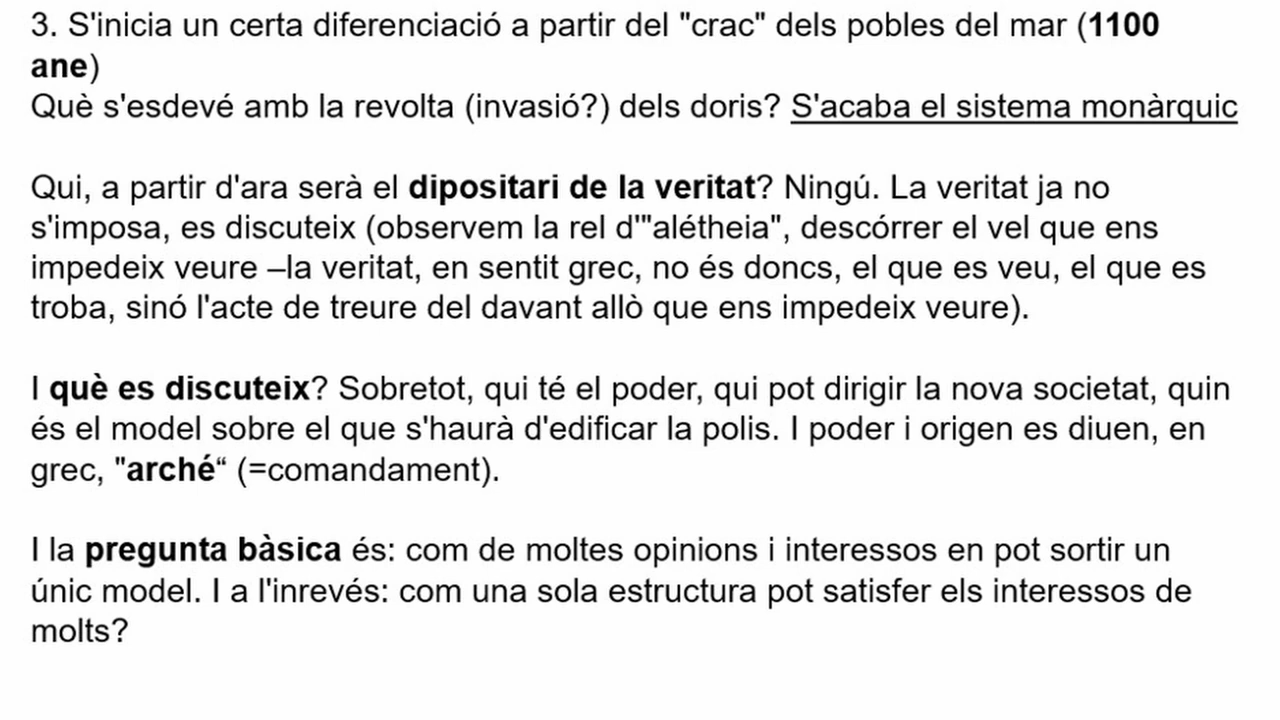 3. S'inicia un certa diferenciació a partir del "crac" dels pobles del mar (1100
ane)
Què s'esdevé amb la revolta (invasió?) dels doris? S'acaba el sistema monàrquic
Qui, a partir d'ara serà el dipositari de la veritat? Ningú. La veritat ja no
s'imposa, es discuteix (observem la rel d'"alétheia", descórrer el vel que ens
impedeix veure –la veritat, en sentit grec, no és doncs, el que es veu, el que es
troba, sinó l'acte de treure del davant allò que ens impedeix veure).
I què es discuteix? Sobretot, qui té el poder, qui pot dirigir la nova societat, quin
és el model sobre el que s'haurà d'edificar la polis. I poder i origen es diuen, en
grec, "arché“ (=comandament).
I la pregunta bàsica és: com de moltes opinions i interessos en pot sortir un
únic model. I a l'inrevés: com una sola estructura pot satisfer els interessos de
molts?